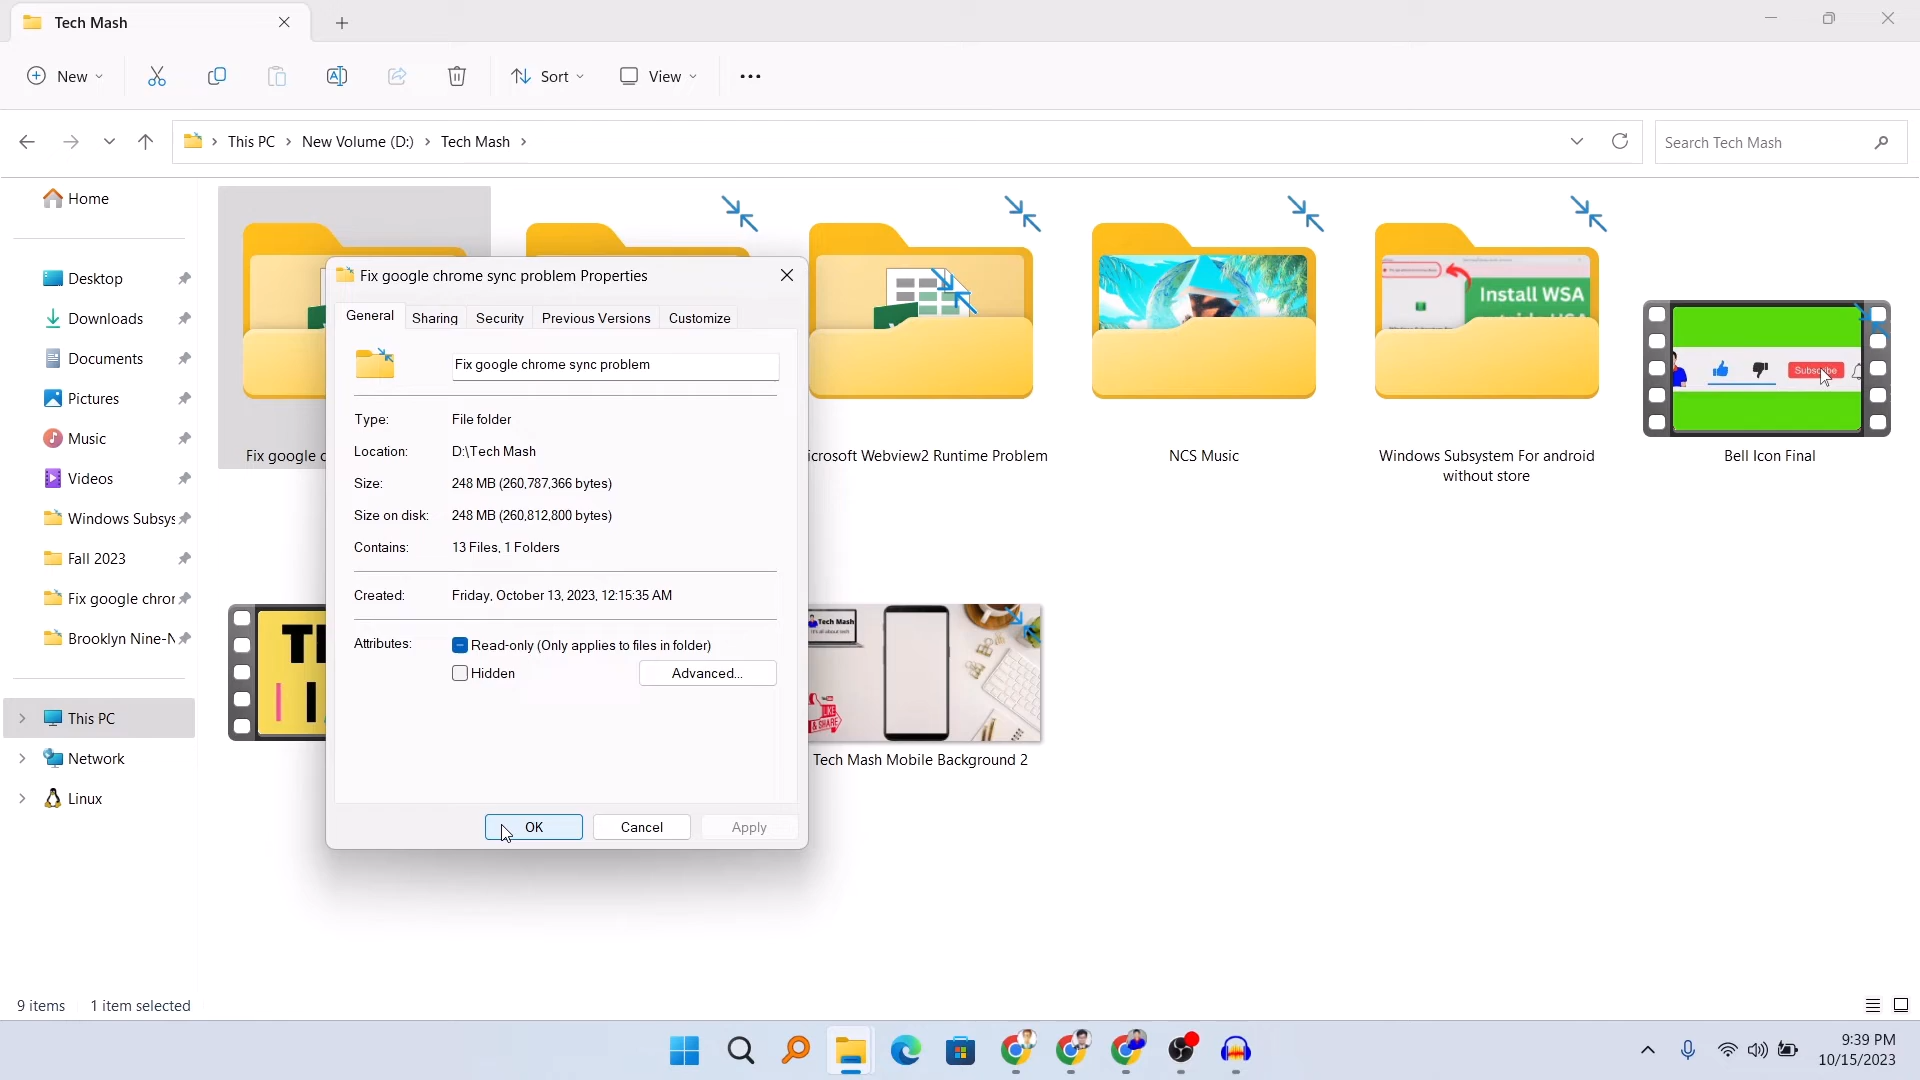 Tech Mash
New
Sort
View
This PC
New Volume (D:)
Tech Mash
Search Tech Mash
Home
Desktop
Downloads
Documents
Pictures
Music
Videos
Windows Subsys
Fall 2023
Fix google chror
Brooklyn Nine-N
This PC
Network
Linux
Install WSA
Subscribe
Fix google c
icrosoft Webview2 Runtime Problem
NCS Music
Windows Subsystem For android
without store
Bell Icon Final
Tech Mash
It's all about tech
LIKE
& SHARE
Tech Mash Mobile Background 2
Fix google chrome sync problem Properties
General
Sharing
Security
Previous Versions
Customize
Fix google chrome sync problem
Type: File folder
Location: D:\Tech Mash
Size: 248 MB (260,787,366 bytes)
Size on disk: 248 MB (260,812,800 bytes)
Contains: 13 Files, 1 Folders
Created: Friday, October 13, 2023, 12:15:35 AM
Attributes: Read-only (Only applies to files in folder)
Hidden Advanced...
OK Cancel Apply
9 items 1 item selected
9:39 PM
10/15/2023